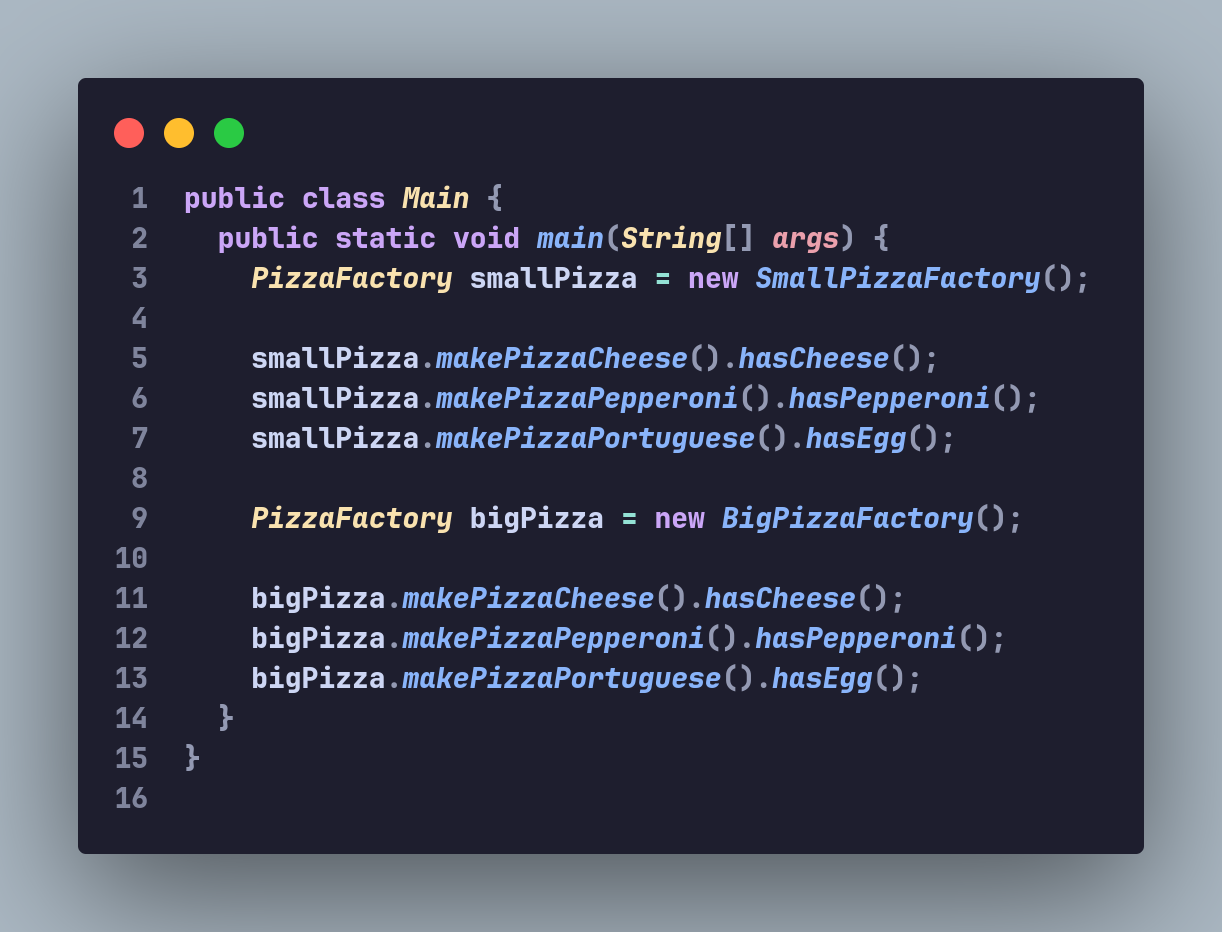 1 public class Main {
2   public static void main(String[] args) {
3     PizzaFactory smallPizza = new SmallPizzaFactory();
4
5     smallPizza.makePizzaCheese().hasCheese();
6     smallPizza.makePizzaPepperoni().hasPepperoni();
7     smallPizza.makePizzaPortuguese().hasEgg();
8
9     PizzaFactory bigPizza = new BigPizzaFactory();
10
11     bigPizza.makePizzaCheese().hasCheese();
12     bigPizza.makePizzaPepperoni().hasPepperoni();
13     bigPizza.makePizzaPortuguese().hasEgg();
14   }
15 }
16